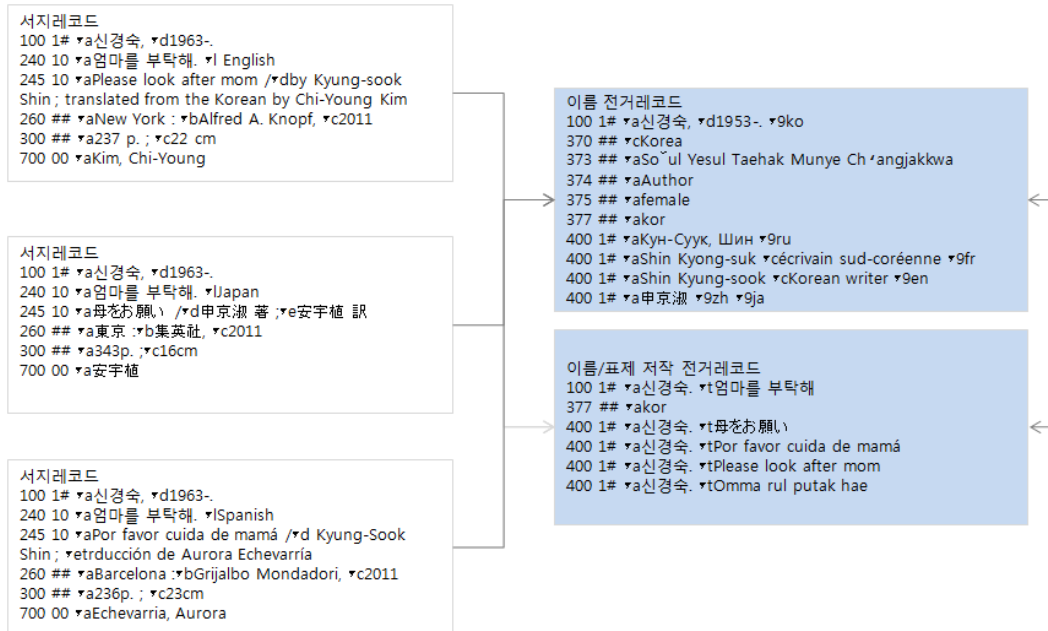 서지레코드
100 1# ▼a신경숙, ▼d1963-.
240 10 ▼a엄마를 부탁해. ▼l English
245 10 ▼aPlease look after mom /▼dby Kyung-sook
Shin ; translated from the Korean by Chi-Young Kim
260 ## ▼aNew York : ▼bAlfred A. Knopf, ▼c2011
300 ## ▼a237 p. ; ▼c22 cm
700 00 ▼aKim, Chi-Young
서지레코드
100 1# ▼a신경숙, ▼d1963-.
240 10 ▼a엄마를 부탁해. ▼lJapan
245 10 ▼a母をお願い /▼d申京淑 著 ;▼e安宇植 訳
260 ## ▼a東京 :▼b集英社, ▼c2011
300 ## ▼a343p. ;▼c16cm
700 00 ▼a安宇植
서지레코드
100 1# ▼a신경숙, ▼d1963-.
240 10 ▼a엄마를 부탁해. ▼lSpanish
245 10 ▼aPor favor cuida de mamá /▼d Kyung-Sook
Shin ; ▼etrducción de Aurora Echevarría
260 ## ▼aBarcelona :▼bGrijalbo Mondadori, ▼c2011
300 ## ▼a236p. ; ▼c23cm
700 00 ▼aEchevarria, Aurora
이름 전거레코드
100 1# ▼a신경숙, ▼d1953-. ▼9ko
370 ## ▼cKorea
373 ## ▼aSo˘ul Yesul Taehak Munye Ch‘angjakkwa
374 ## ▼aAuthor
375 ## ▼afemale
377 ## ▼akor
400 1# ▼aКун-Суук, Шин ▼9ru
400 1# ▼aShin Kyong-suk ▼cécrivain sud-coréenne ▼9fr
400 1# ▼aShin Kyung-sook ▼cKorean writer ▼9en
400 1# ▼a申京淑 ▼9zh ▼9ja
이름/표제 저작 전거레코드
100 1# ▼a신경숙. ▼t엄마를 부탁해
377 ## ▼akor
400 1# ▼a신경숙. ▼t母をお願い
400 1# ▼a신경숙. ▼tPor favor cuida de mamá
400 1# ▼a신경숙. ▼tPlease look after mom
400 1# ▼a신경숙. ▼tOmma rul putak hae